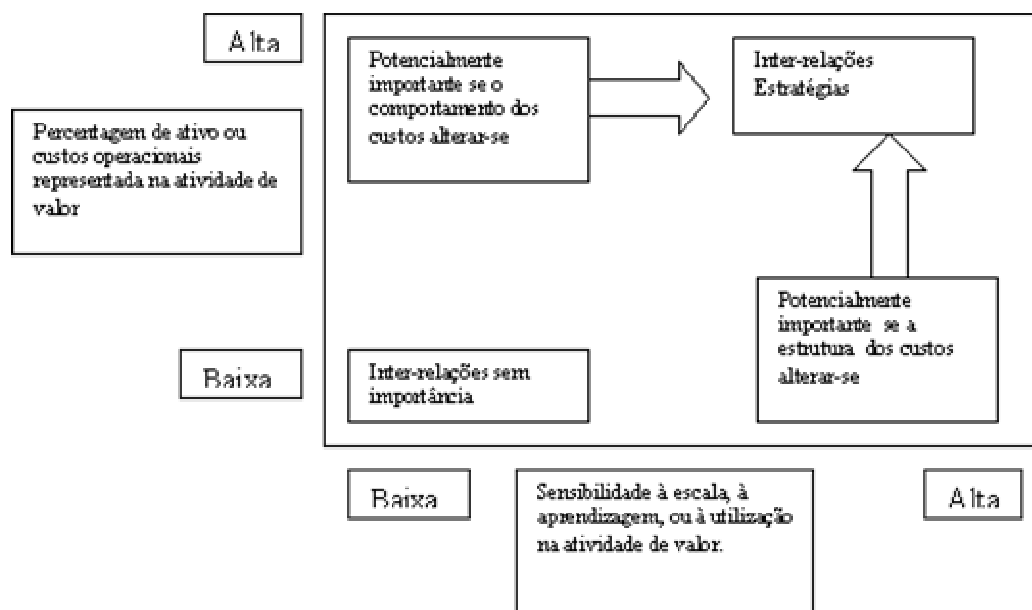 Alta
Potencialmente
importante se o
comportamento dos
custos alterar-se
Inter-relações
Estratégias
Percentagem de ativo ou
custos operacionais
representada na atividade de
valor
Potencialmente
importante se a
estrutura dos custos
alterar-se
Baixa
Inter-relações sem
importância
Baixa
Sensibilidade à escala, à
aprendizagem, ou à utilização
na atividade de valor.
Alta